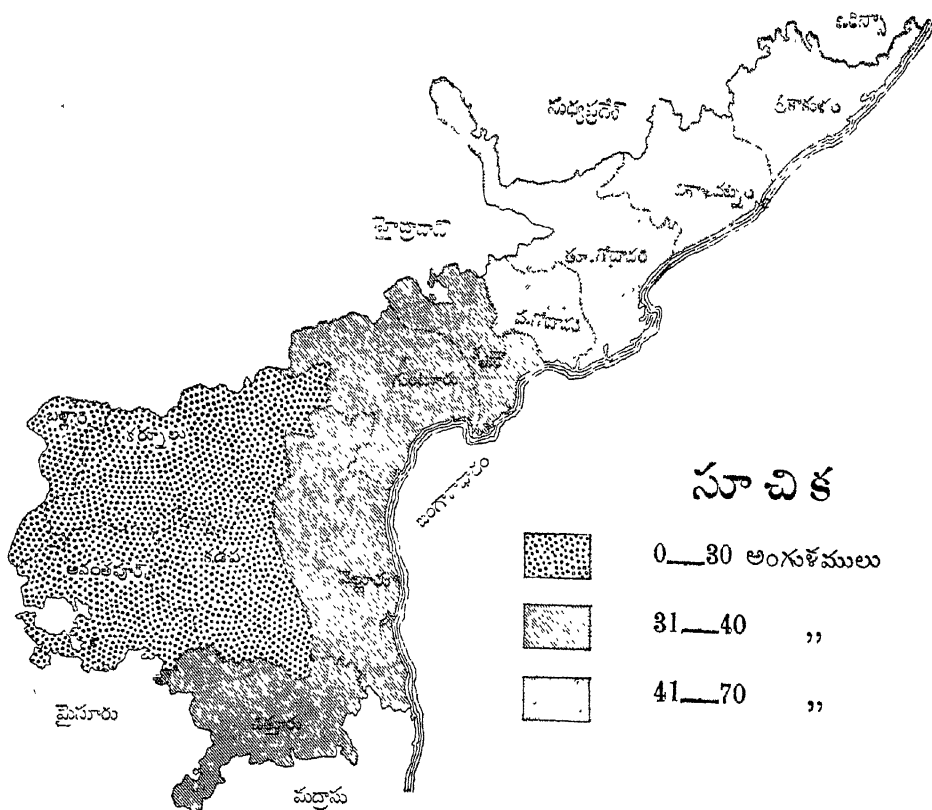 ఒరిస్సా
శ్రీకాకుళం
మధ్యప్రదేశ్
విశాఖపట్నం
హైద్రాబాద్
తూ.గోదావరి
ప.గోదావరి
గుంటూరు
బళ్లారి
కర్నూలు
బంగాళాఖాతం
సూచిక
0—30 అంగుళములు
కడప
అనంతపూర్
నెల్లూరు
31—40 ,,
41—70 ,,
మైసూరు
చిత్తూరు
మద్రాసు